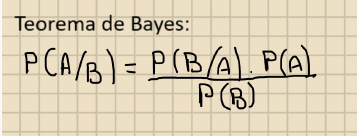 Teorema de Bayes:
P(A/B) = P(B/A) . P(A)
P(B)